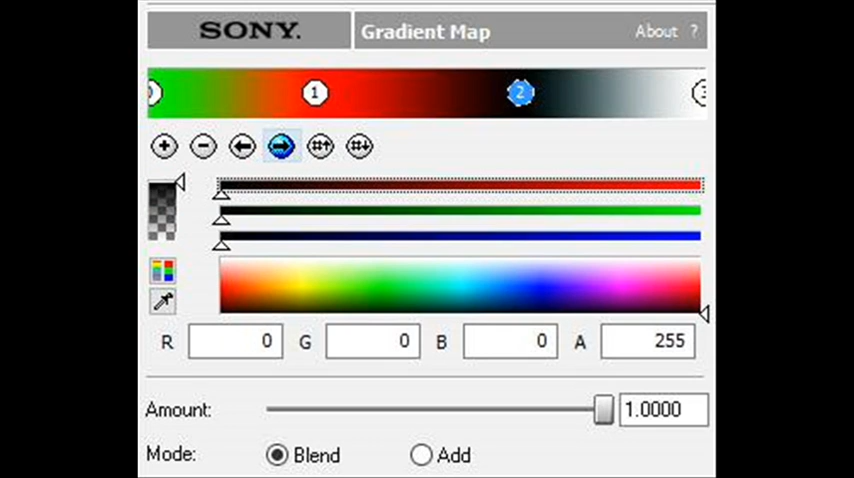 SONY. Gradient Map About ?
1 2
R 0 G 0 B 0 A 255
Amount: 1.0000
Mode: Blend Add